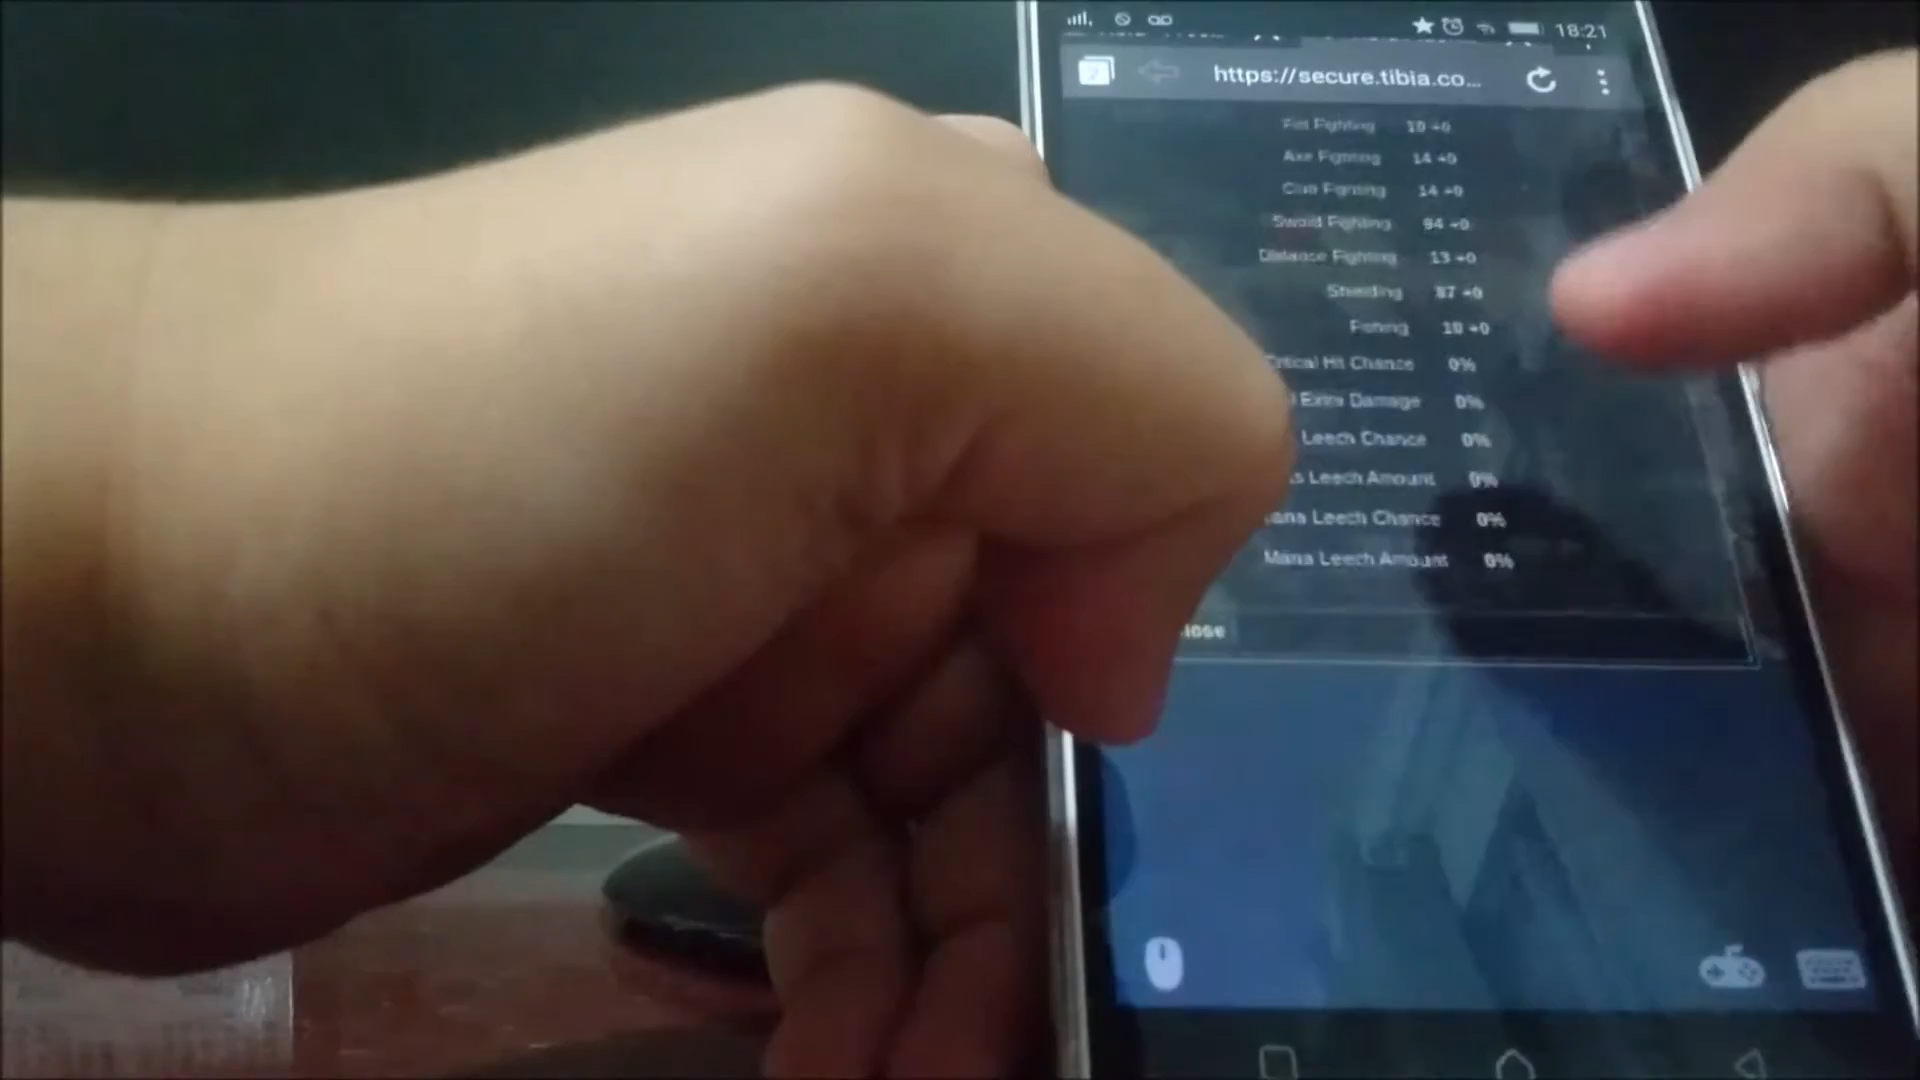 18:21
https://secure.tibia.co...
Fist Fighting 10 +0
Axe Fighting 14 +0
Club Fighting 14 +0
Sword Fighting 94 +0
Distance Fighting 13 +0
Shielding 87 +0
Fishing 10 +0
Critical Hit Chance 0%
Extra Damage 0%
Leech Chance 0%
Leech Amount 0%
ana Leech Chance 0%
Mana Leech Amount 0%
lose